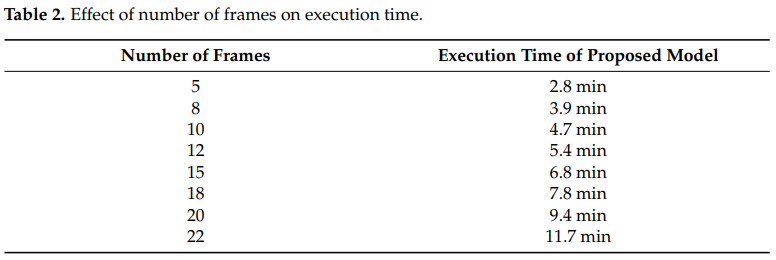 Table 2. Effect of number of frames on execution time.
Number of Frames Execution Time of Proposed Model
5 2.8 min
8 3.9 min
10 4.7 min
12 5.4 min
15 6.8 min
18 7.8 min
20 9.4 min
22 11.7 min